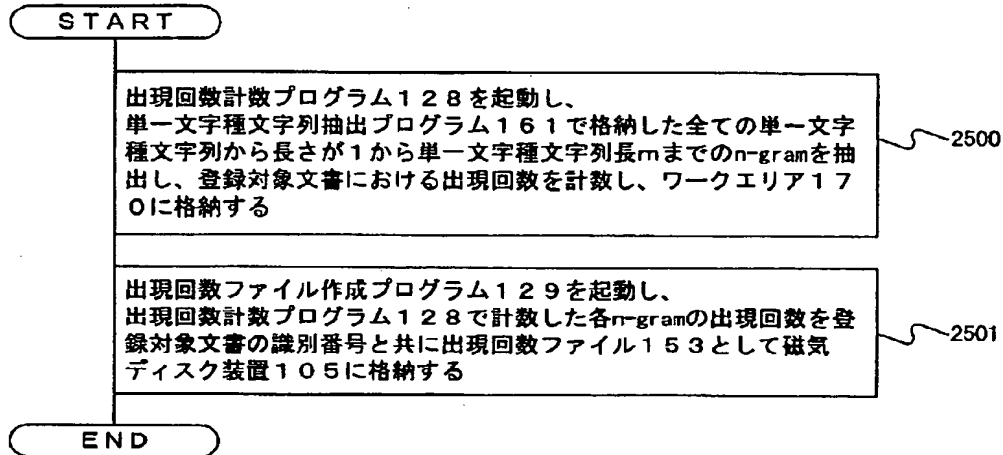 START
出現回数計数プログラム128を起動し、
単一文字種文字列抽出プログラム161で格納した全ての単一文字
種文字列から長さが1から単一文字種文字列長mまでのn-gramを抽
出し、登録対象文書における出現回数を計数し、ワークエリア17
0に格納する
2500
出現回数ファイル作成プログラム129を起動し、
出現回数計数プログラム128で計数した各n-gramの出現回数を登
録対象文書の識別番号と共に出現回数ファイル153として磁気
ディスク装置105に格納する
2501
END